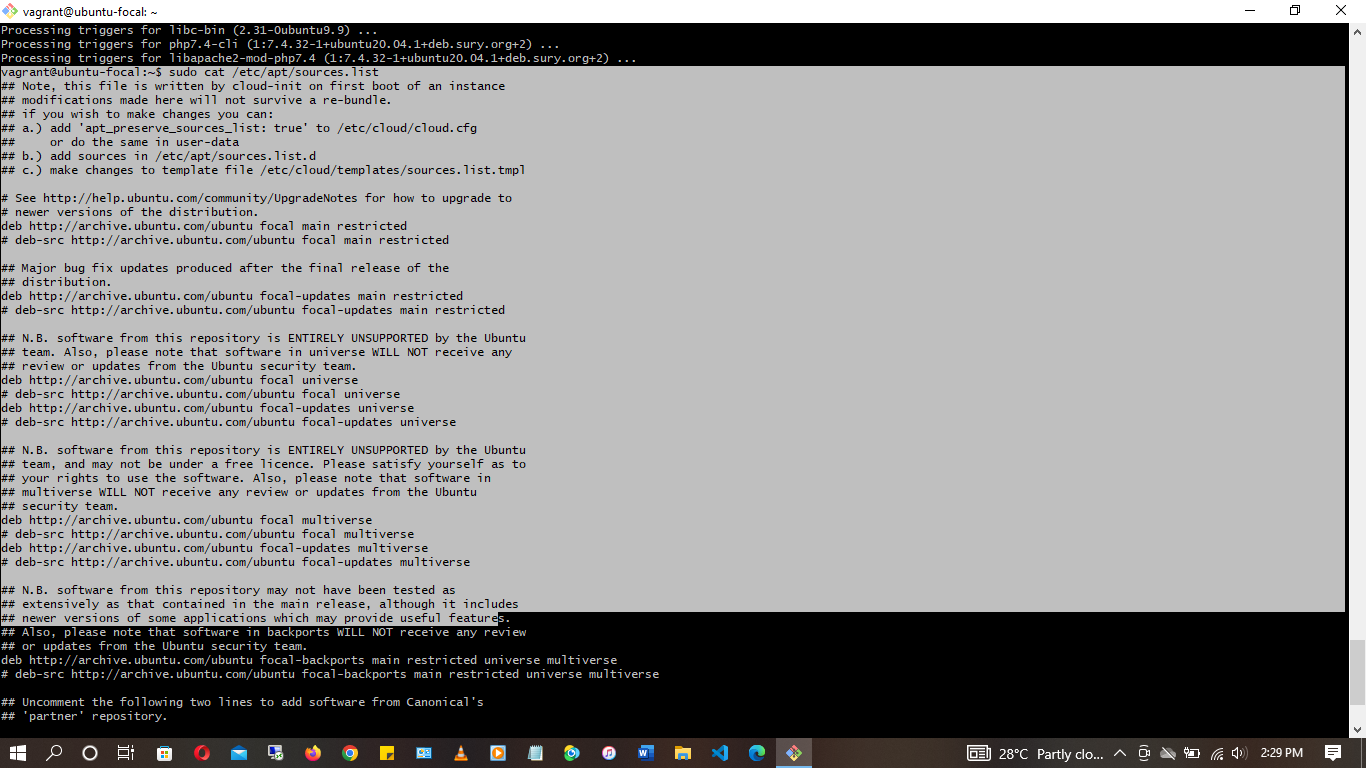 vagrant@ubuntu-focal: ~
Processing triggers for libc-bin (2.31-0ubuntu9.9) ...
Processing triggers for php7.4-cli (1:7.4.32-1+ubuntu20.04.1+deb.sury.org+2) ...
Processing triggers for libapache2-mod-php7.4 (1:7.4.32-1+ubuntu20.04.1+deb.sury.org+2) ...
vagrant@ubuntu-focal:~$ sudo cat /etc/apt/sources.list
## Note, this file is written by cloud-init on first boot of an instance
## modifications made here will not survive a re-bundle.
## if you wish to make changes you can:
## a.) add 'apt_preserve_sources_list: true' to /etc/cloud/cloud.cfg
##     or do the same in user-data
## b.) add sources in /etc/apt/sources.list.d
## c.) make changes to template file /etc/cloud/templates/sources.list.tmpl
# See http://help.ubuntu.com/community/UpgradeNotes for how to upgrade to
# newer versions of the distribution.
deb http://archive.ubuntu.com/ubuntu focal main restricted
# deb-src http://archive.ubuntu.com/ubuntu focal main restricted
## Major bug fix updates produced after the final release of the
## distribution.
deb http://archive.ubuntu.com/ubuntu focal-updates main restricted
# deb-src http://archive.ubuntu.com/ubuntu focal-updates main restricted
## N.B. software from this repository is ENTIRELY UNSUPPORTED by the Ubuntu
## team. Also, please note that software in universe WILL NOT receive any
## review or updates from the Ubuntu security team.
deb http://archive.ubuntu.com/ubuntu focal universe
# deb-src http://archive.ubuntu.com/ubuntu focal universe
deb http://archive.ubuntu.com/ubuntu focal-updates universe
# deb-src http://archive.ubuntu.com/ubuntu focal-updates universe
## N.B. software from this repository is ENTIRELY UNSUPPORTED by the Ubuntu
## team, and may not be under a free licence. Please satisfy yourself as to
## your rights to use the software. Also, please note that software in
## multiverse WILL NOT receive any review or updates from the Ubuntu
## security team.
deb http://archive.ubuntu.com/ubuntu focal multiverse
# deb-src http://archive.ubuntu.com/ubuntu focal multiverse
deb http://archive.ubuntu.com/ubuntu focal-updates multiverse
# deb-src http://archive.ubuntu.com/ubuntu focal-updates multiverse
## N.B. software from this repository may not have been tested as
## extensively as that contained in the main release, although it includes
## newer versions of some applications which may provide useful features.
## Also, please note that software in backports WILL NOT receive any review
## or updates from the Ubuntu security team.
deb http://archive.ubuntu.com/ubuntu focal-backports main restricted universe multiverse
# deb-src http://archive.ubuntu.com/ubuntu focal-backports main restricted universe multiverse
## Uncomment the following two lines to add software from Canonical's
## 'partner' repository.
28°C Partly clo... 2:29 PM